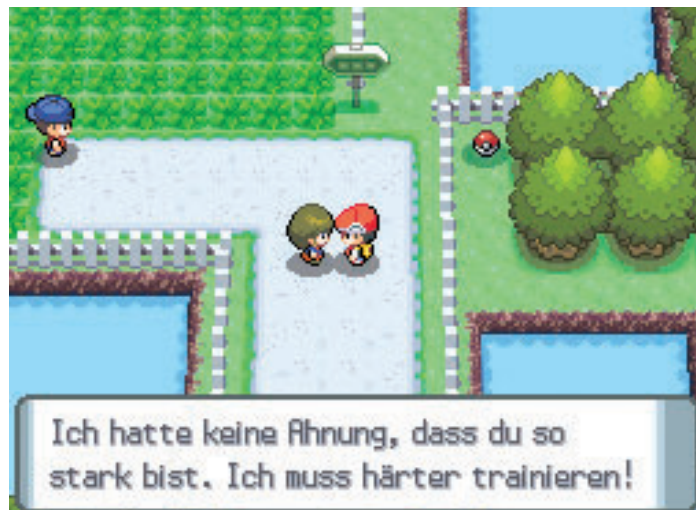 Ich hatte keine Ahnung, dass du so
stark bist. Ich muss härter trainieren!